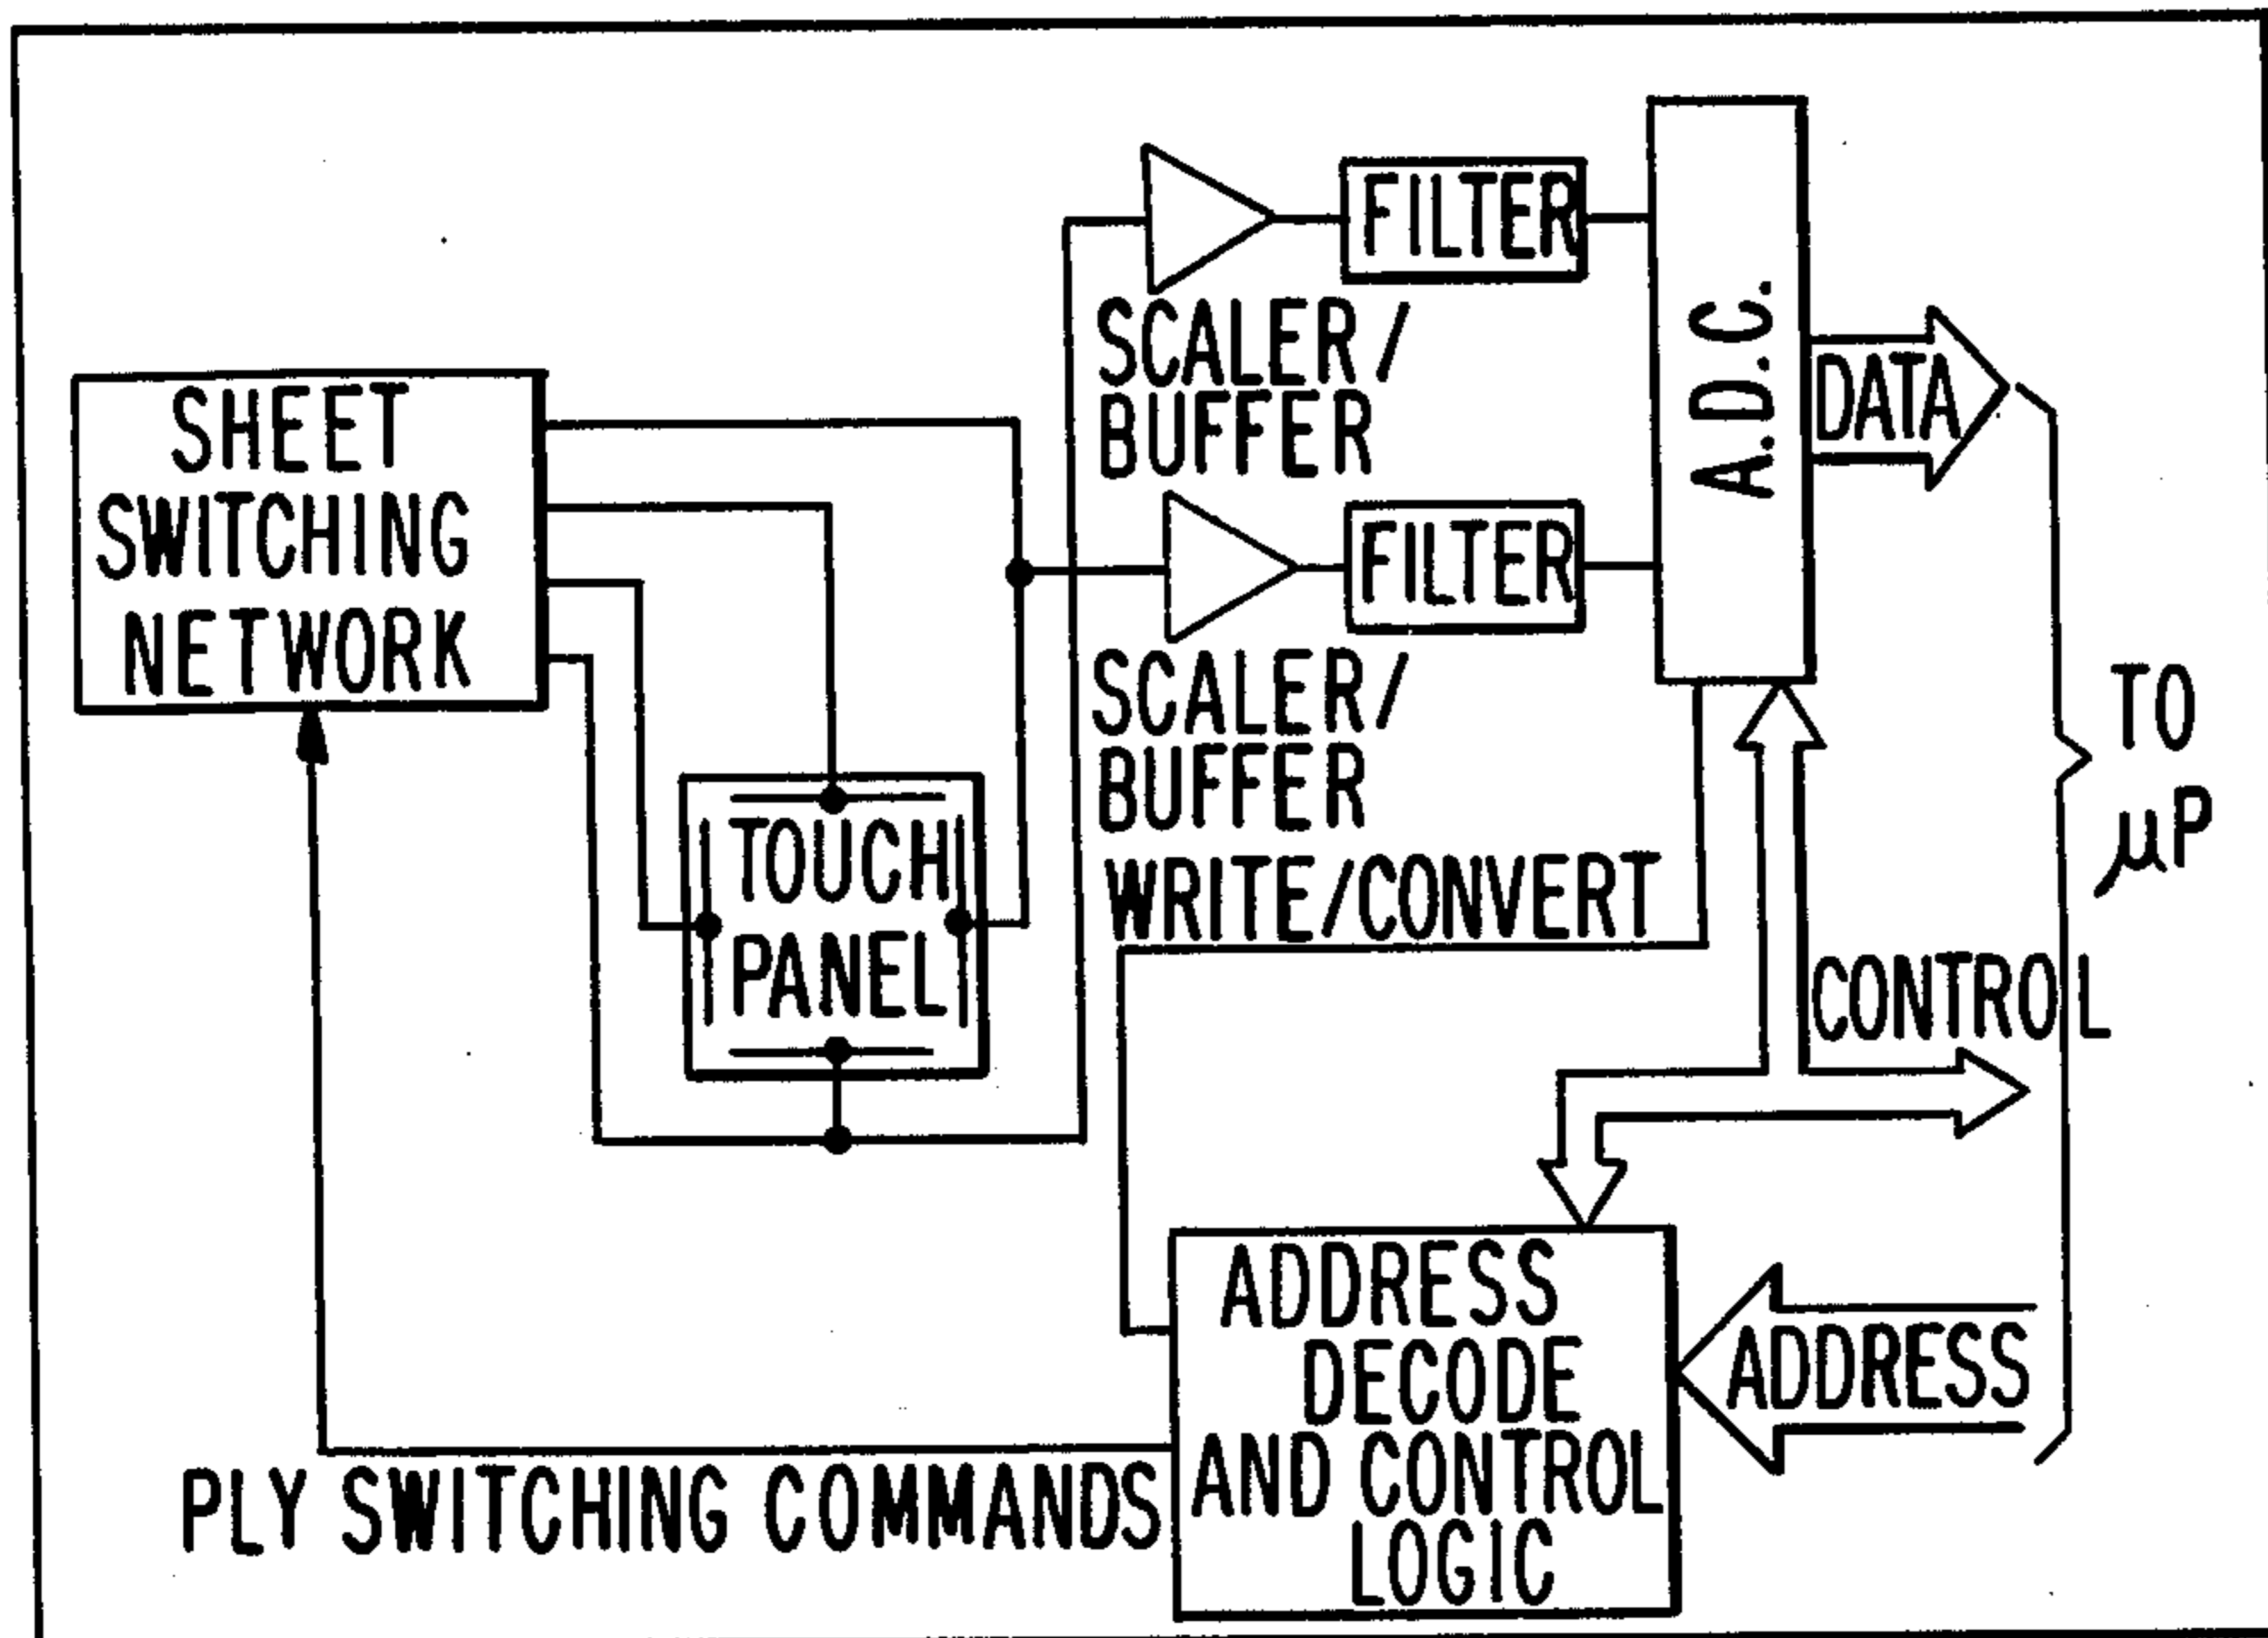 SHEET
SWITCHING
NETWORK
TOUCH
PANEL
SCALER/
BUFFER
FILTER
SCALER/
BUFFER
FILTER
A.D.C.
DATA
TO
µP
WRITE/CONVERT
CONTROL
ADDRESS
DECODE
AND CONTROL
LOGIC
ADDRESS
PLY SWITCHING COMMANDS